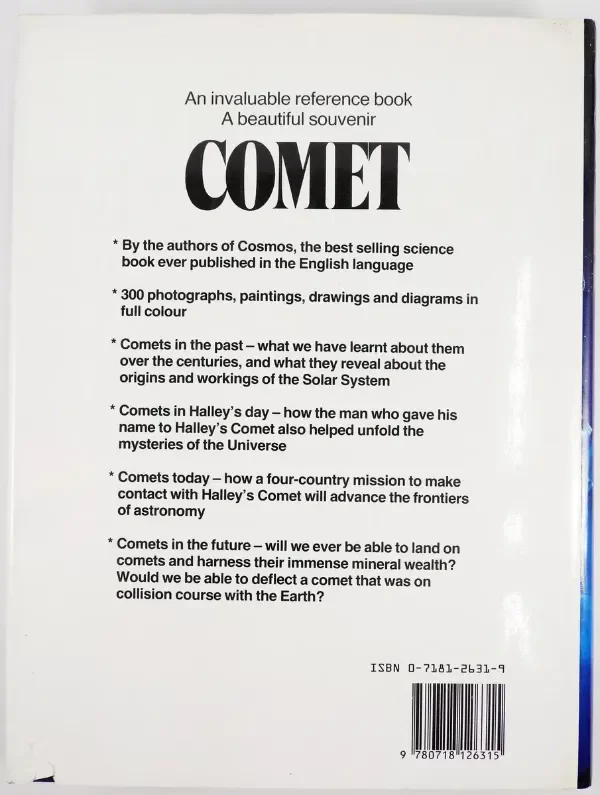 An invaluable reference book
A beautiful souvenir
COMET
* By the authors of Cosmos, the best selling science
book ever published in the English language
* 300 photographs, paintings, drawings and diagrams in
full colour
* Comets in the past – what we have learnt about them
over the centuries, and what they reveal about the
origins and workings of the Solar System
* Comets in Halley's day – how the man who gave his
name to Halley's Comet also helped unfold the
mysteries of the Universe
* Comets today – how a four-country mission to make
contact with Halley's Comet will advance the frontiers
of astronomy
* Comets in the future – will we ever be able to land on
comets and harness their immense mineral wealth?
Would we be able to deflect a comet that was on
collision course with the Earth?
ISBN 0-7181-2631-9
9 780718 126315